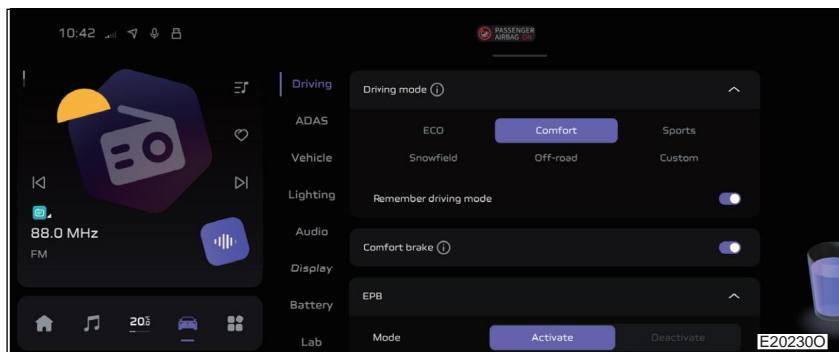 10:42
PASSENGER
AIRBAG ON
Driving
ADAS
Vehicle
Lighting
Audio
Display
Battery
Lab
Driving mode
ECO Comfort Sports
Snowfield Off-road Custom
Remember driving mode
Comfort brake
EPB
Mode Activate Deactivate
88.0 MHz
FM
E20230O